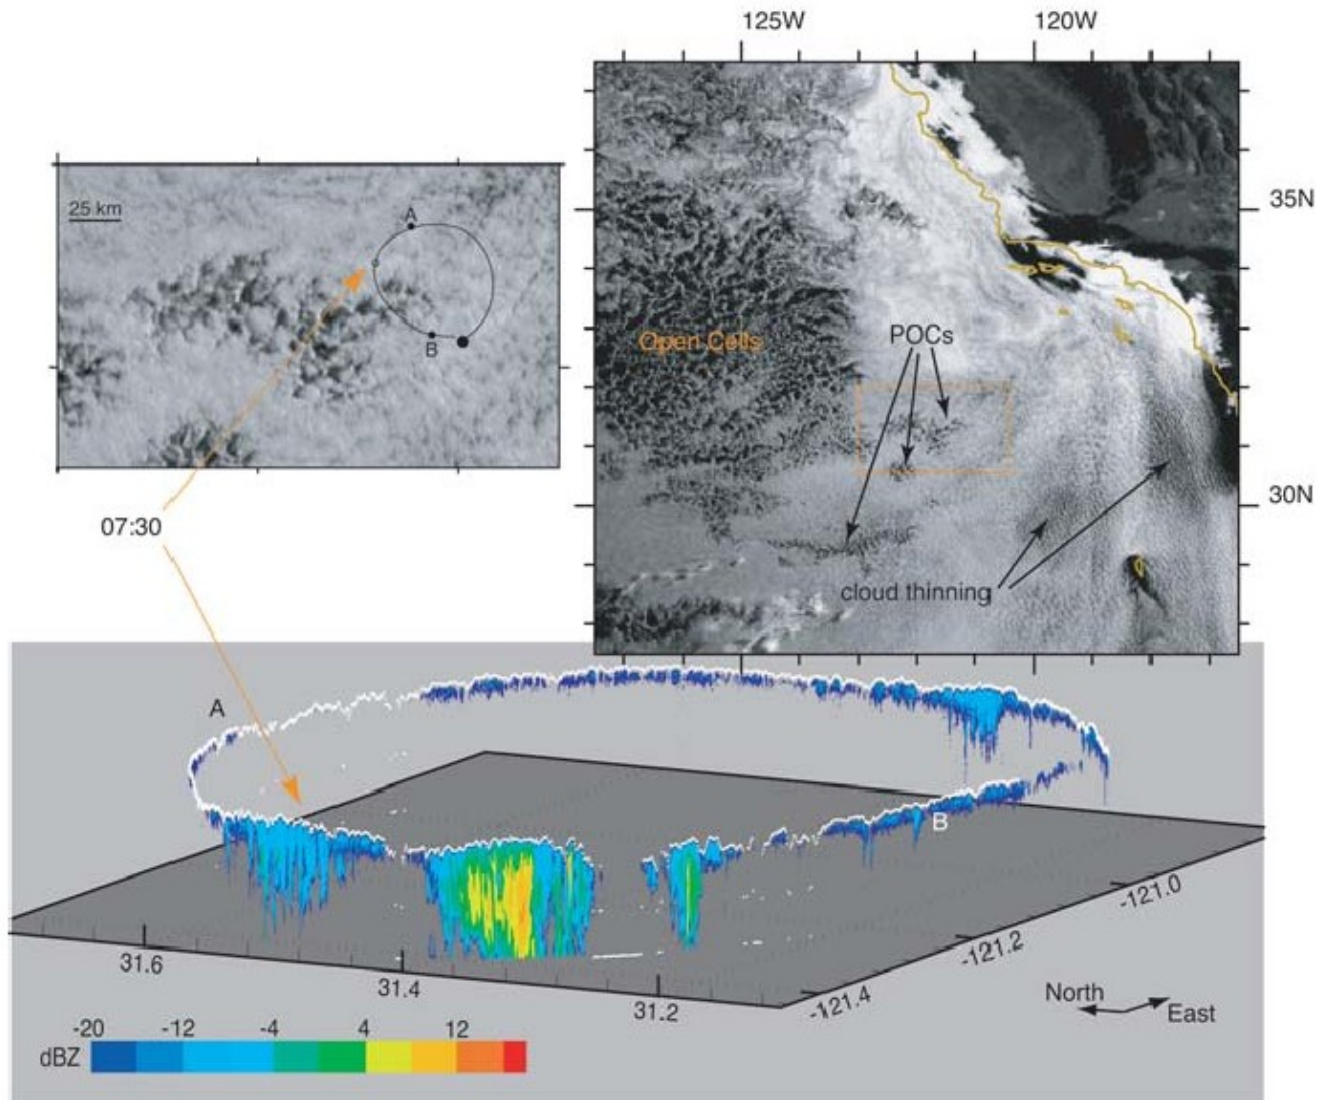 125W 120W
25 km
A
B
35N
Open Cells
POCs
30N
07:30
cloud thinning
A
B
31.6
31.4
31.2
-121.4
-121.2
-121.0
North
East
-20 -12 -4 4 12
dBZ